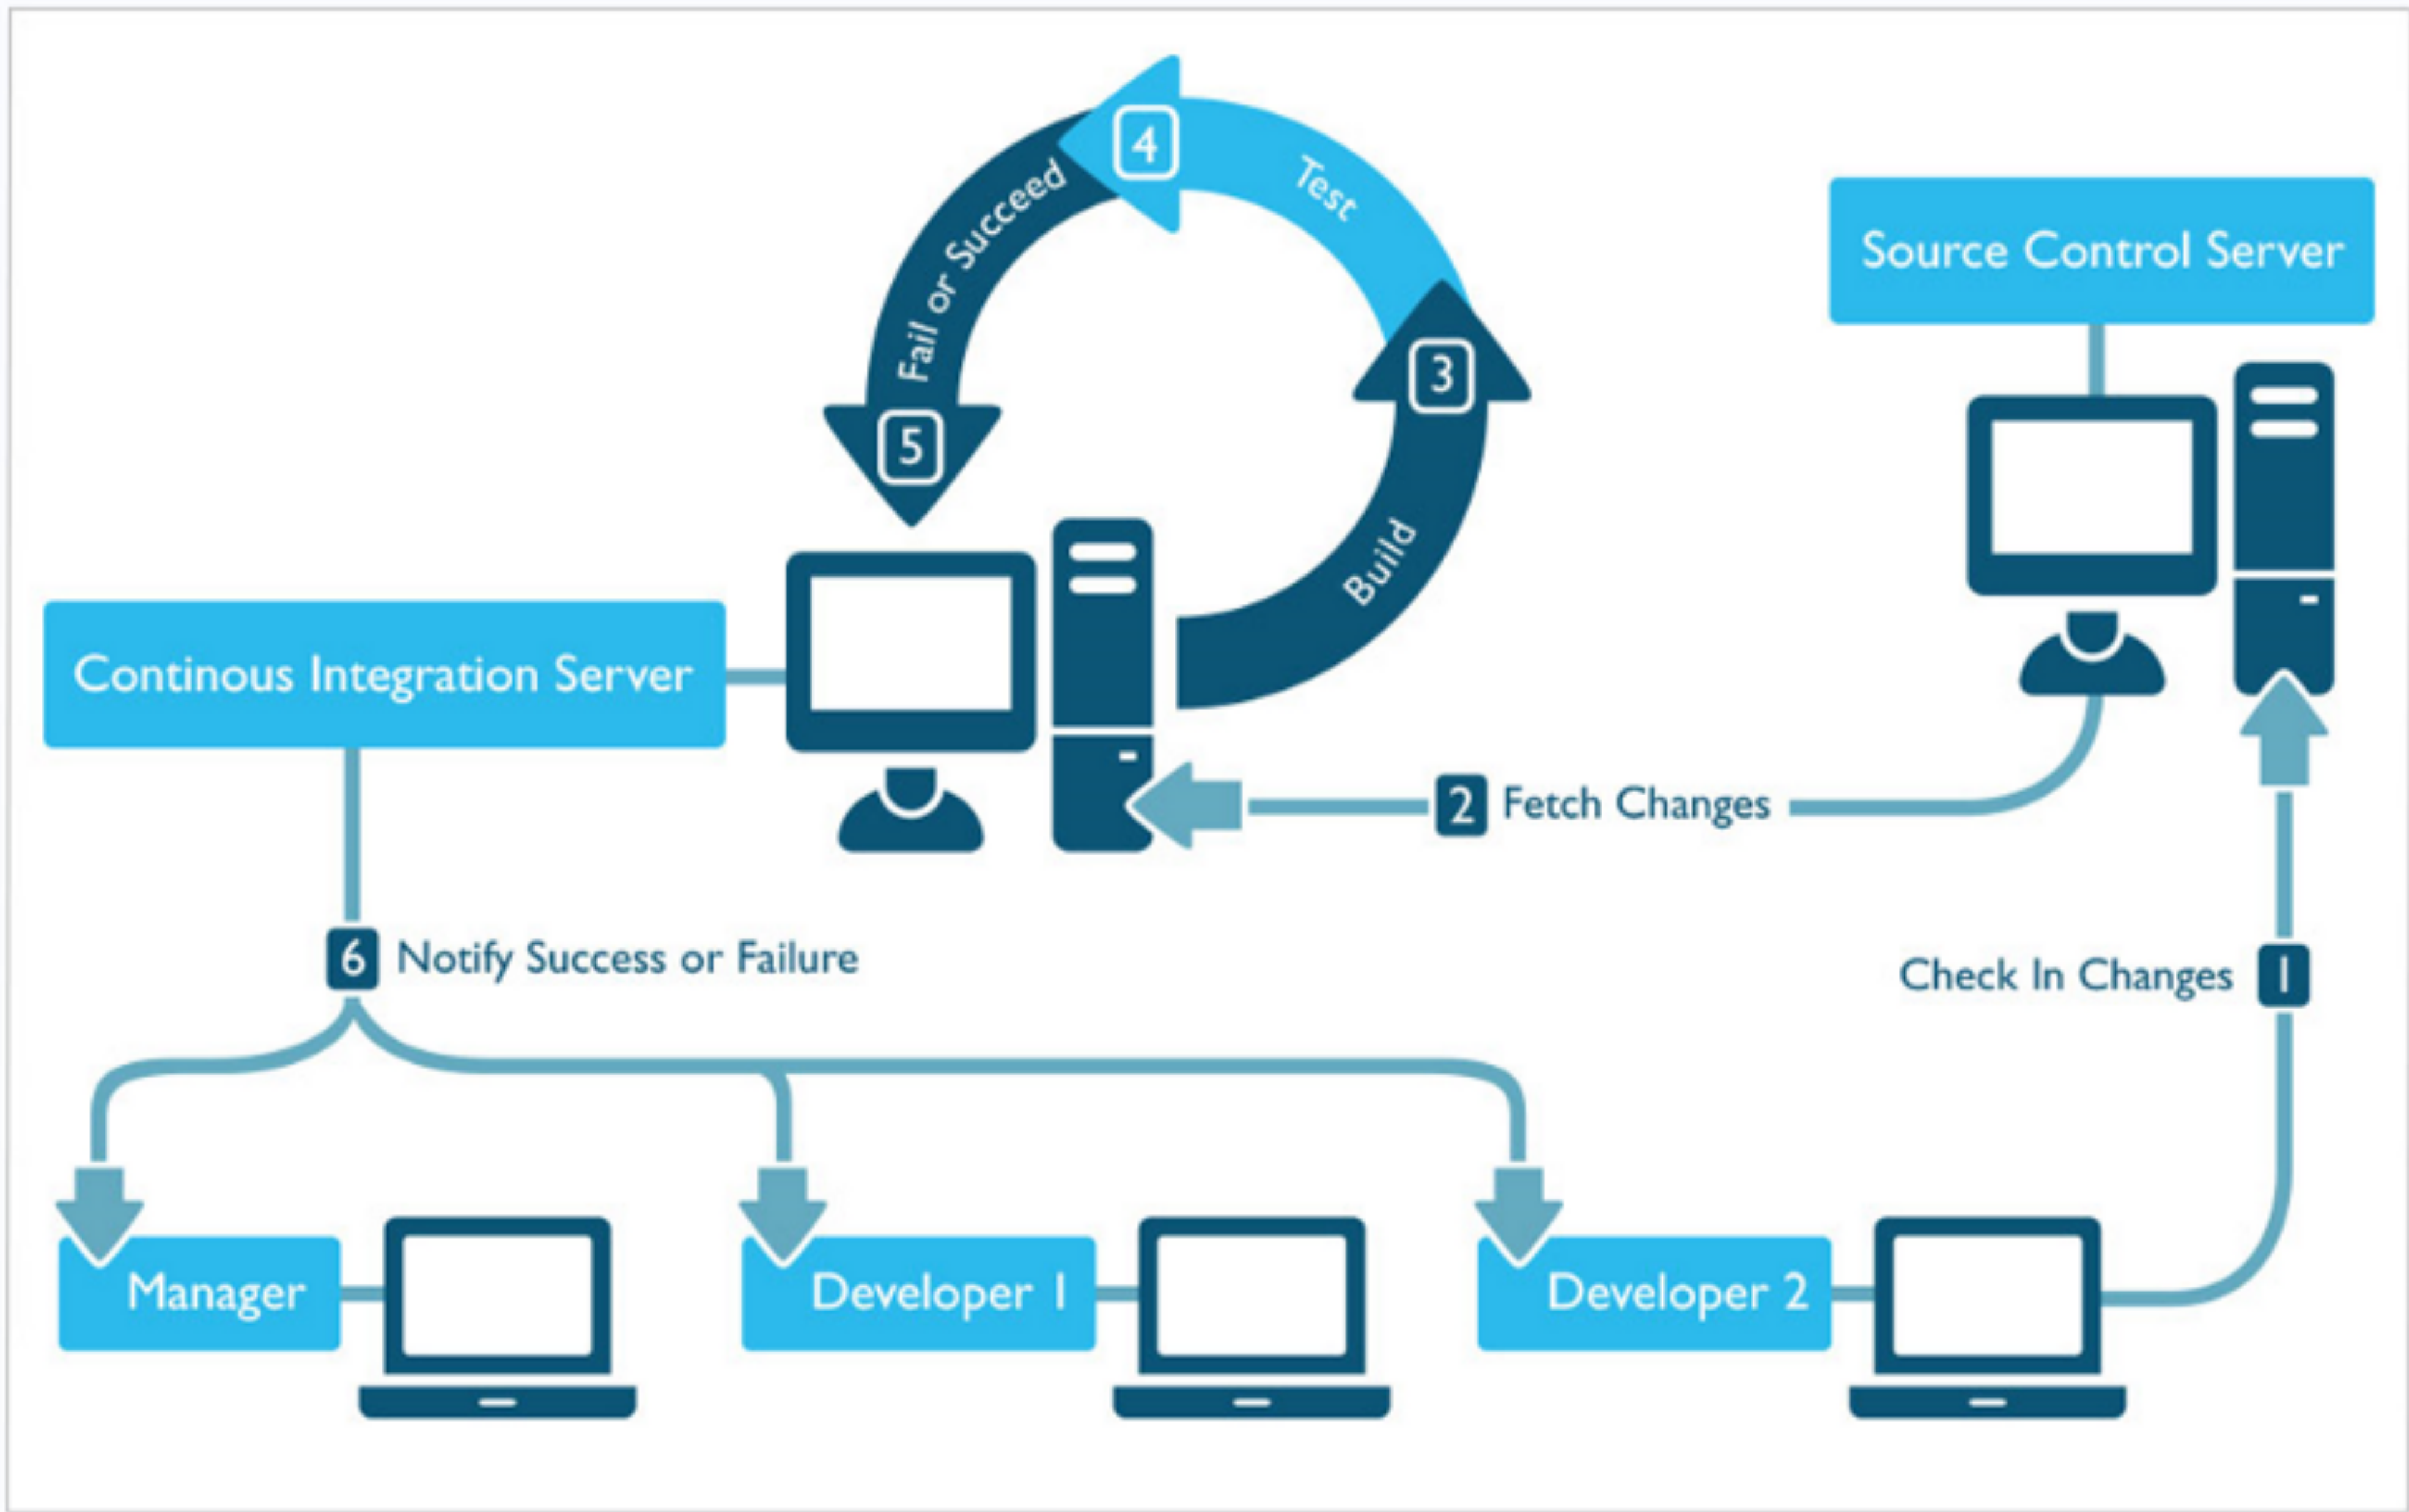 4
Test
Fail or Succeed
Source Control Server
3
5
Build
Continous Integration Server
2 Fetch Changes
6 Notify Success or Failure
Check In Changes 1
Manager
Developer 1
Developer 2